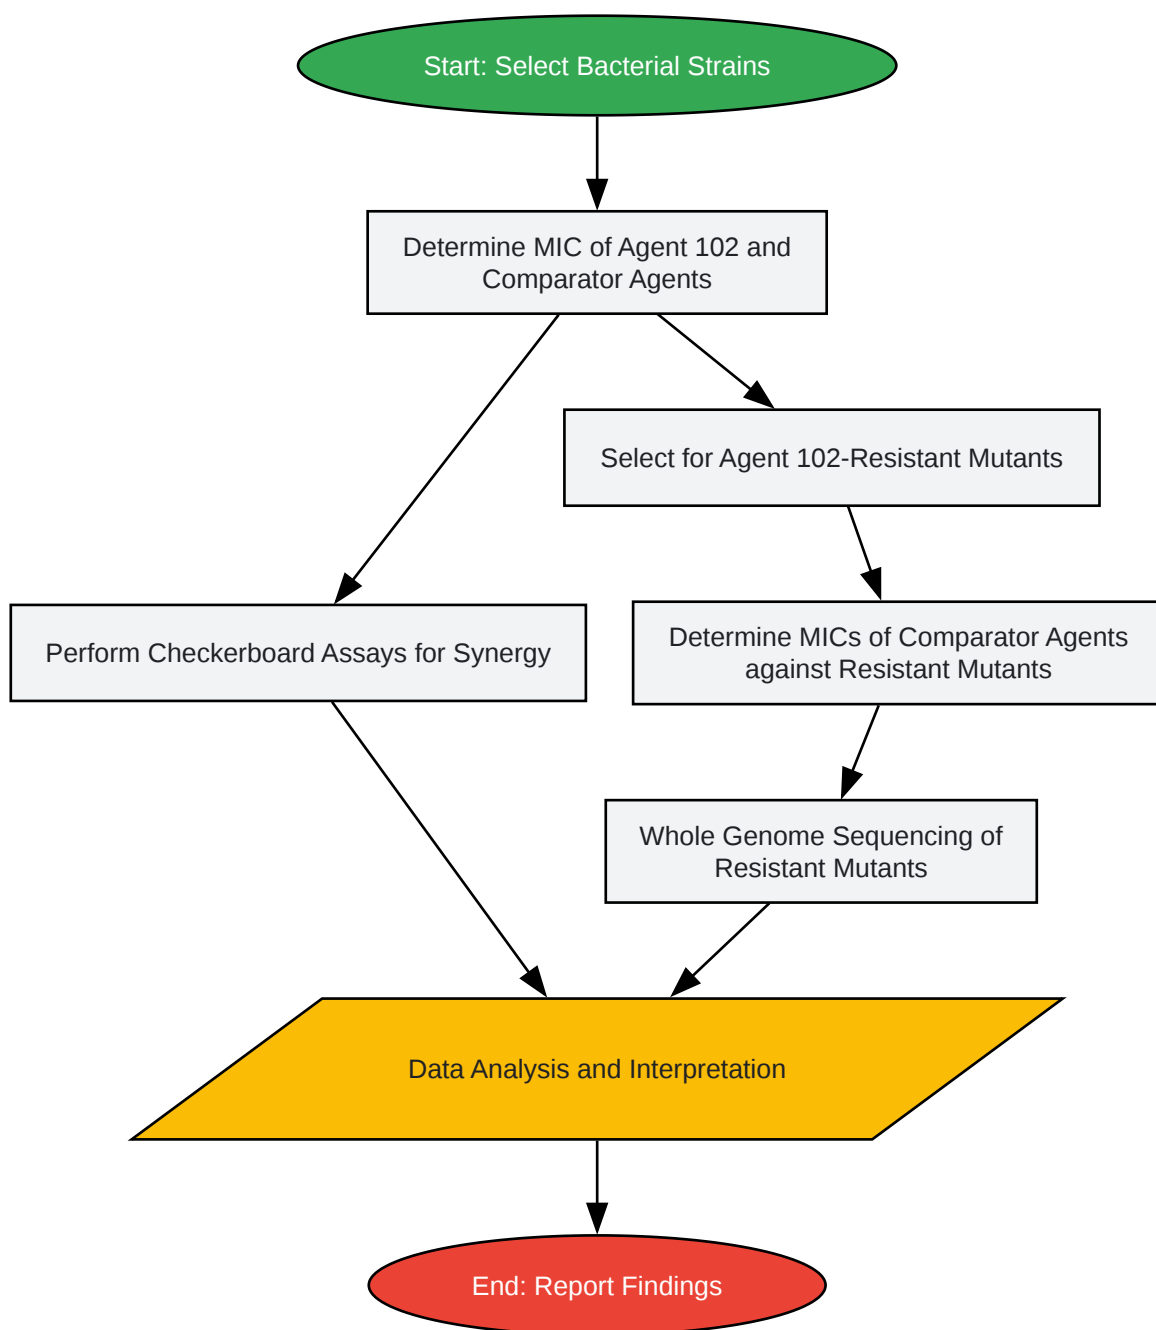 Start: Select Bacterial Strains
Determine MIC of Agent 102 and
Comparator Agents
Select for Agent 102-Resistant Mutants
Perform Checkerboard Assays for Synergy
Determine MICs of Comparator Agents
against Resistant Mutants
Whole Genome Sequencing of
Resistant Mutants
Data Analysis and Interpretation
End: Report Findings